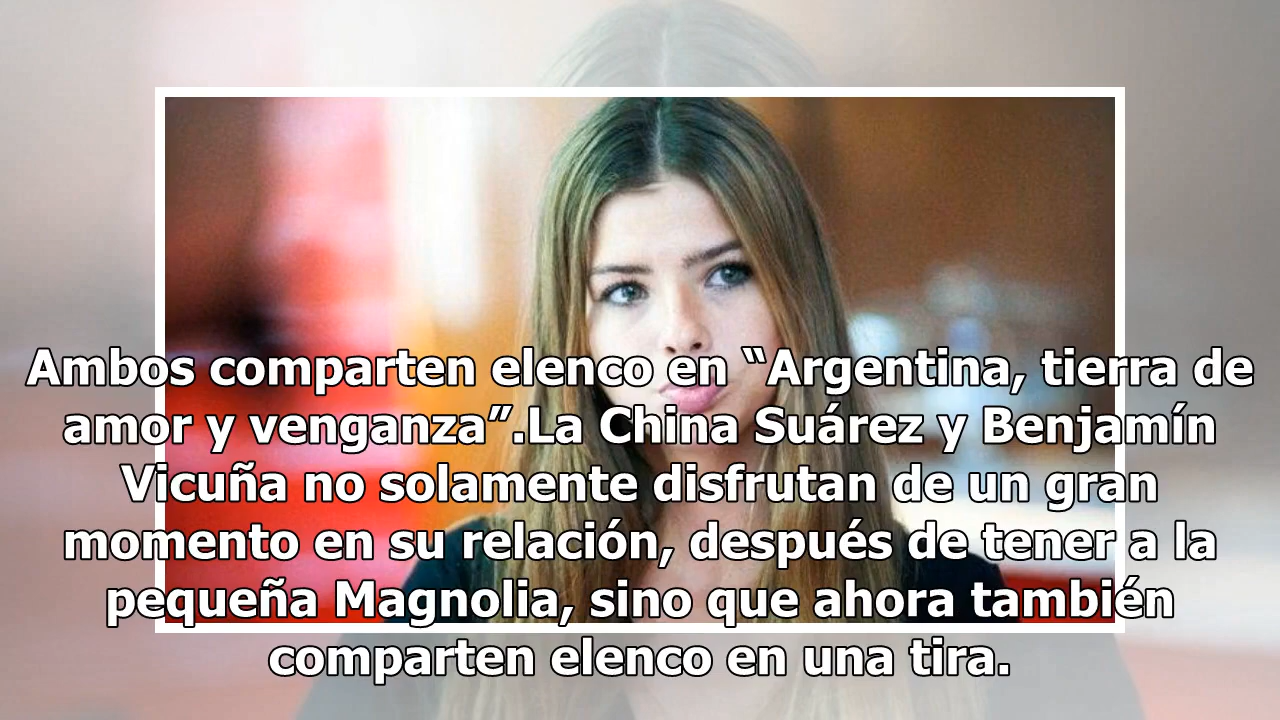 Ambos comparten elenco en “Argentina, tierra de
amor y venganza”.La China Suárez y Benjamín
Vicuña no solamente disfrutan de un gran
momento en su relación, después de tener a la
pequeña Magnolia, sino que ahora también
comparten elenco en una tira.